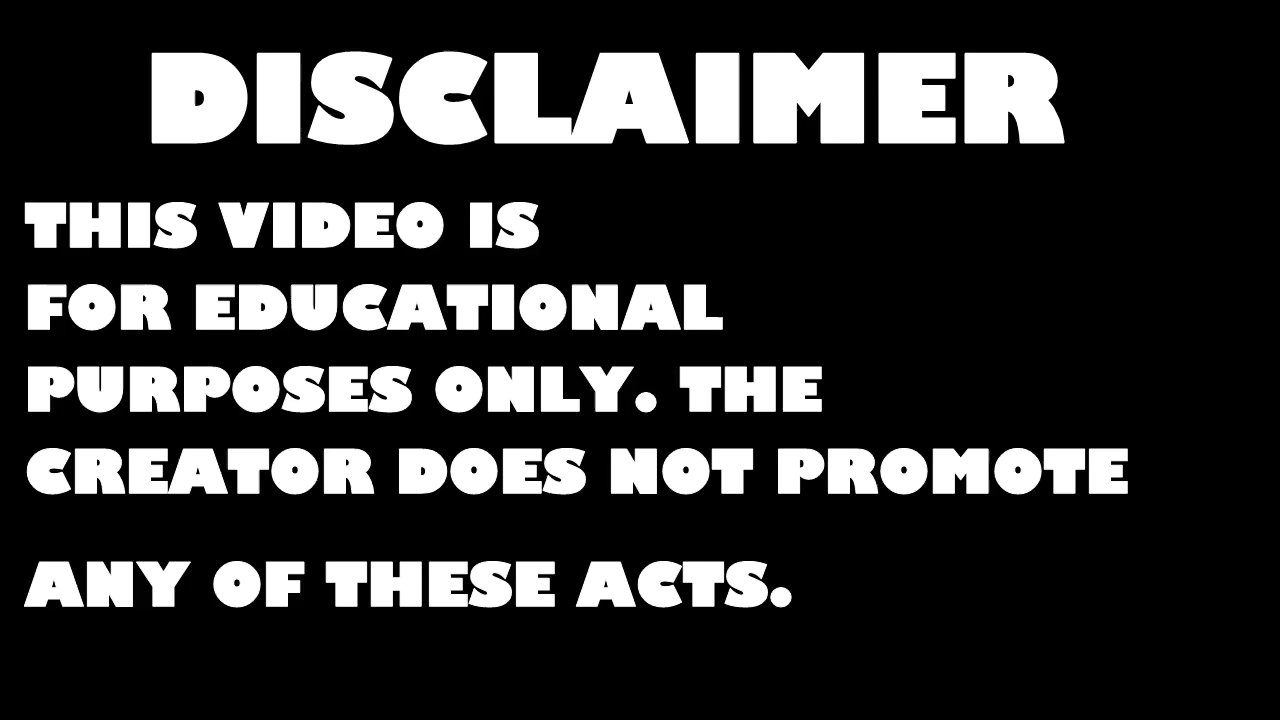 DISCLAIMER
THIS VIDEO IS
FOR EDUCATIONAL
PURPOSES ONLY. THE
CREATOR DOES NOT PROMOTE
ANY OF THESE ACTS.